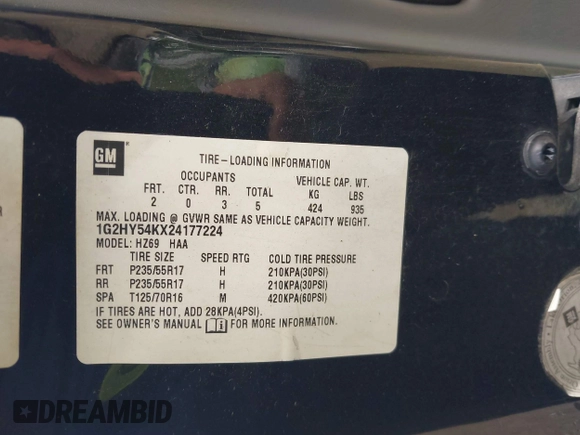 GM
TIRE-LOADING INFORMATION
OCCUPANTS VEHICLE CAP. WT.
FRT. CTR. RR. TOTAL KG LBS
2 0 3 5 424 935
MAX. LOADING @ GVWR SAME AS VEHICLE CAPACITY WEIGHT.
1G2HY54KX24177224
MODEL: HZ69 HAA
TIRE SIZE SPEED RTG COLD TIRE PRESSURE
FRT P235/55R17 H 210KPA(30PSI)
RR P235/55R17 H 210KPA(30PSI)
SPA T125/70R16 M 420KPA(60PSI)
IF TIRES ARE HOT, ADD 28KPA(4PSI).
SEE OWNER'S MANUAL FOR MORE INFORMATION.
DREAMBID